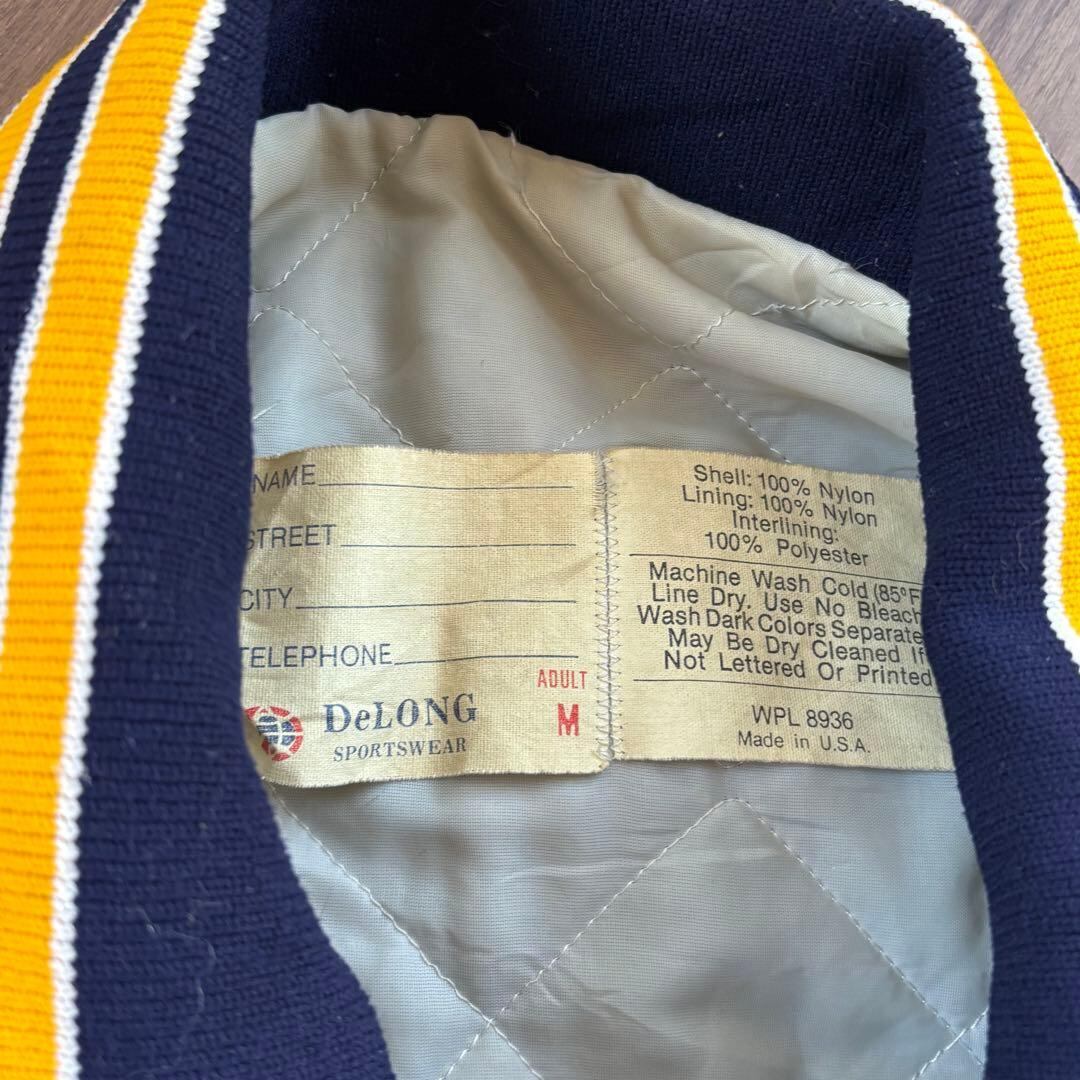 NAME
STREET
CITY
TELEPHONE
ADULT
M
DeLONG
SPORTSWEAR
Shell: 100% Nylon
Lining: 100% Nylon
Interlining:
100% Polyester
Machine Wash Cold (85°F
Line Dry. Use No Bleach
Wash Dark Colors Separate
May Be Dry Cleaned If
Not Lettered Or Printed
WPL 8936
Made in U.S.A.